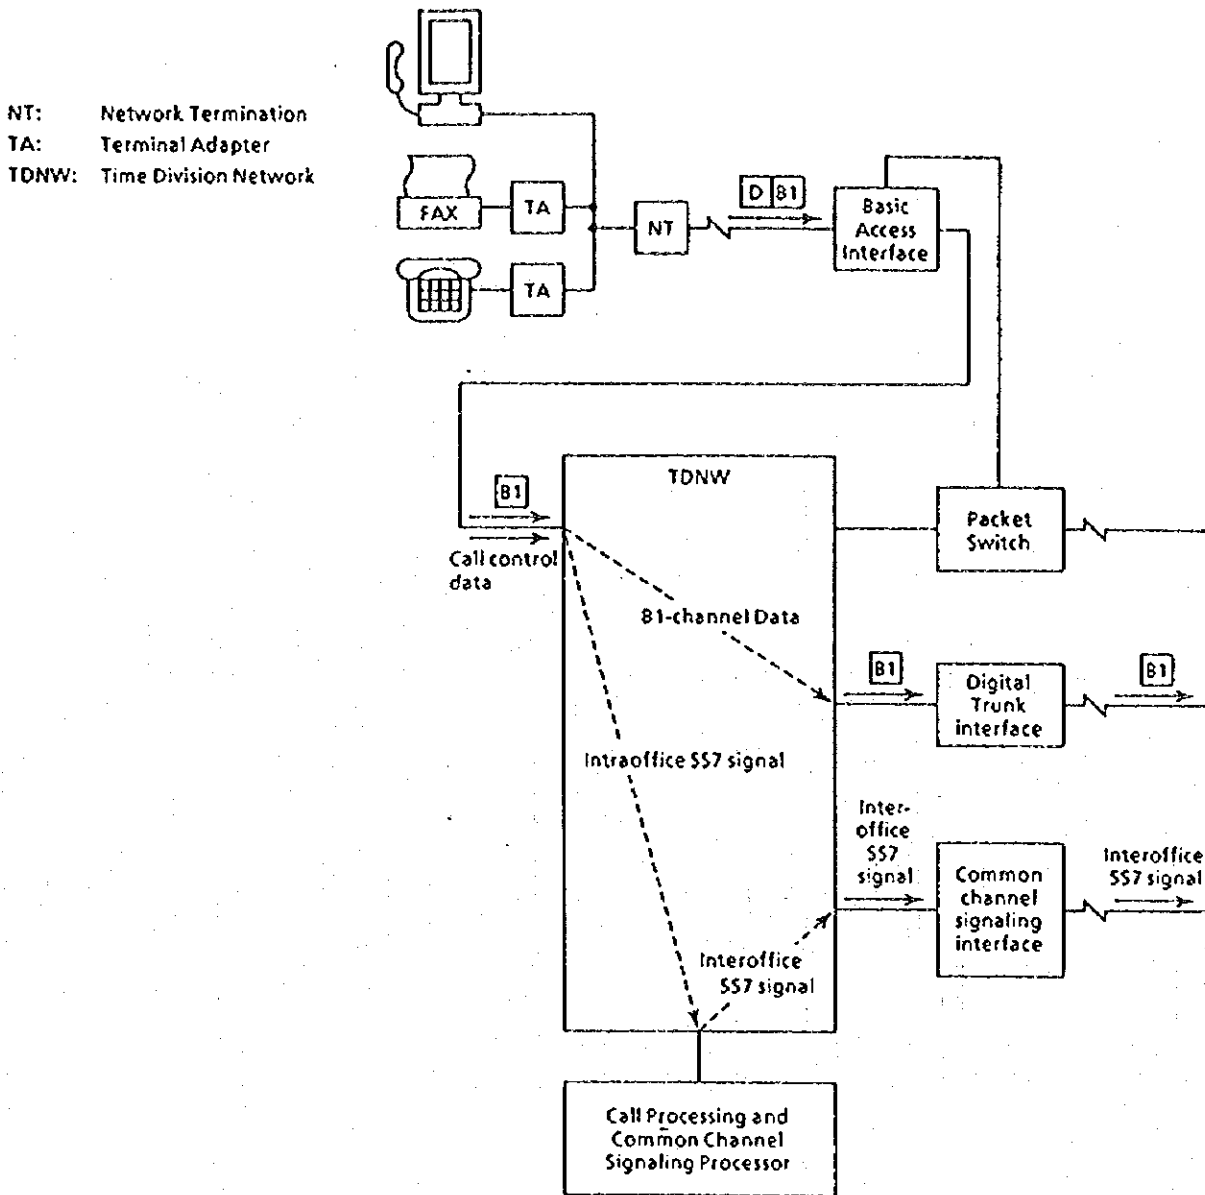 NT: Network Termination
TA: Terminal Adapter
TDNW: Time Division Network
FAX
TA
TA
NT
D B1
Basic
Access
Interface
TDNW
B1
Call control
data
Packet
Switch
B1-channel Data
B1
Digital
Trunk
interface
B1
Intraoffice SS7 signal
Inter-
office
SS7
signal
Common
channel
signaling
interface
Interoffice
SS7 signal
Interoffice
SS7 signal
Call Processing and
Common Channel
Signaling Processor